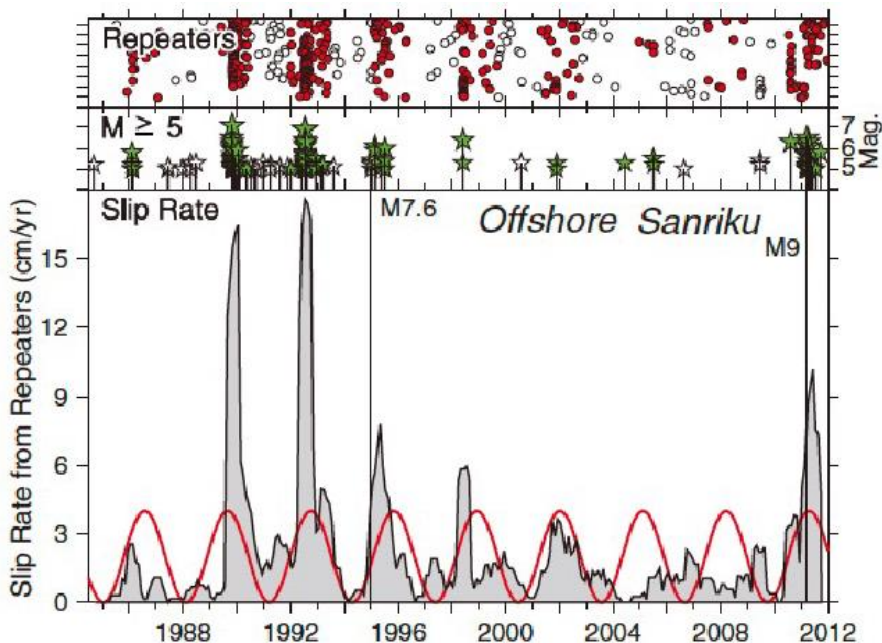 Repeaters
M ≥ 5
7
6
5
Mag.
Slip Rate
M7.6
Offshore Sanriku
M9
Slip Rate from Repeaters (cm/yr)
15
12
9
6
3
0
1988
1992
1996
2000
2004
2008
2012